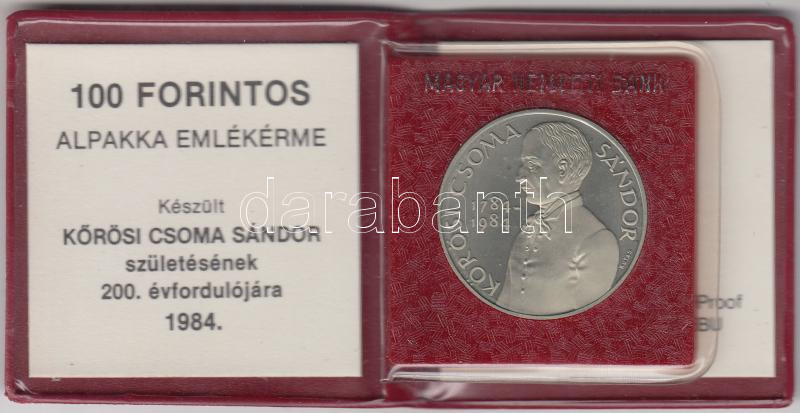 100 FORINTOS
ALPAKKA EMLÉKÉRME
Készült
KŐRÖSI CSOMA SÁNDOR
születésének
200. évfordulójára
1984.
MAGYAR NEMZETI BANK
KŐRÖSI CSOMA SÁNDOR
1784-
1984
Proof
BU
darabanth